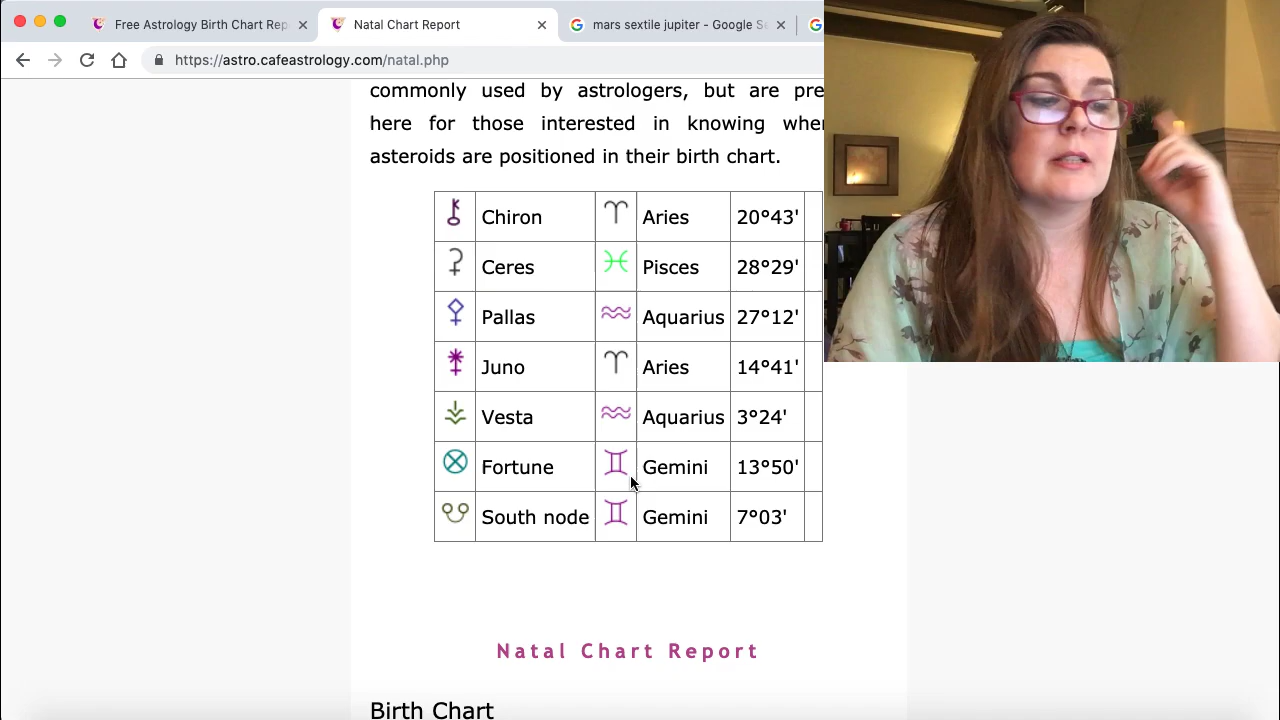 Free Astrology Birth Chart Rep
Natal Chart Report
mars sextile jupiter - Google Se
https://astro.cafeastrology.com/natal.php
commonly used by astrologers, but are pre
here for those interested in knowing
asteroids are positioned in their birth chart.
Chiron Aries 20°43'
Ceres Pisces 28°29'
Pallas Aquarius 27°12'
Juno Aries 14°41'
Vesta Aquarius 3°24'
Fortune Gemini 13°50'
South node Gemini 7°03'
Natal Chart Report
Birth Chart